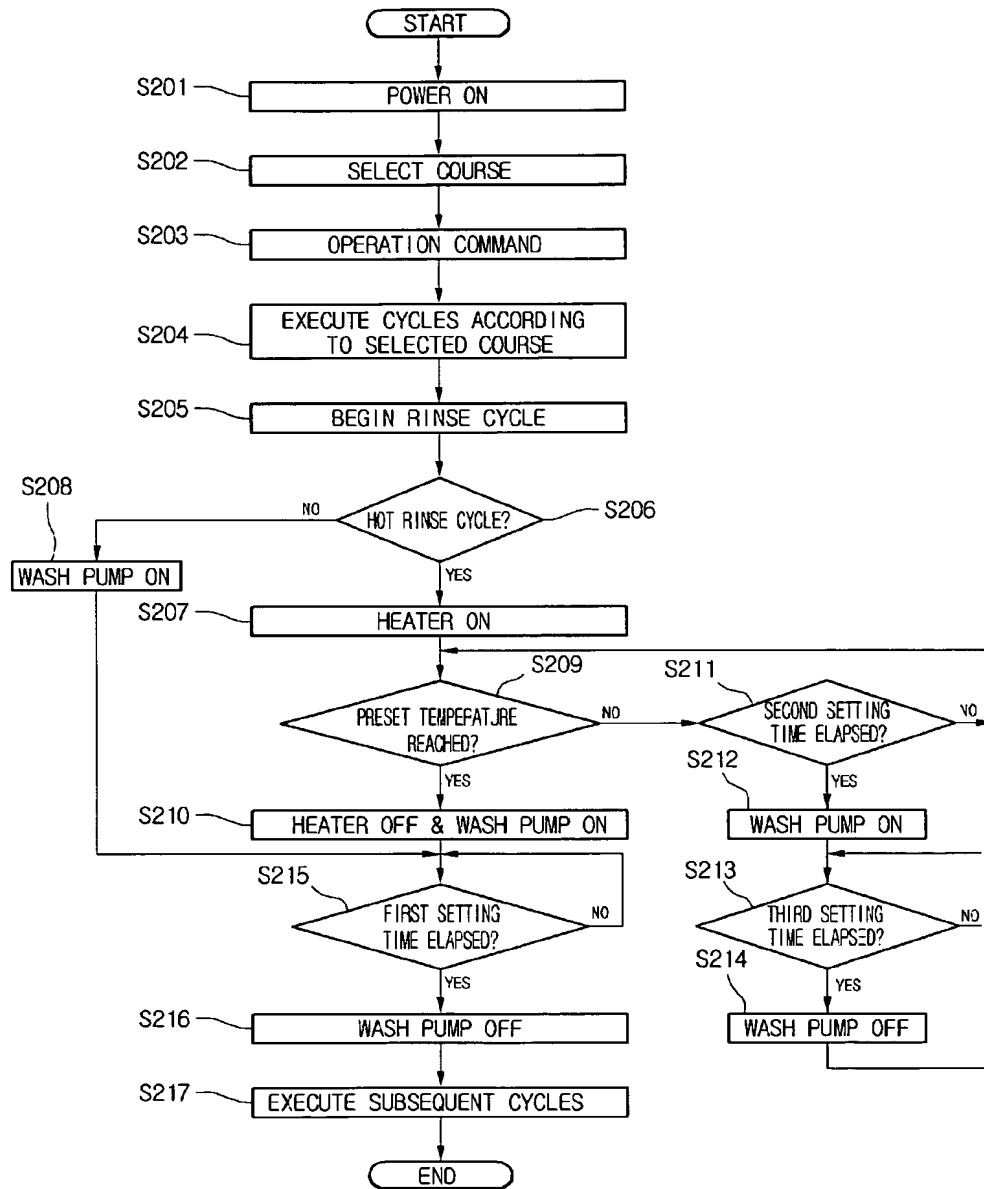 START
S201
POWER ON
S202
SELECT COURSE
S203
OPERATION COMMAND
S204
EXECUTE CYCLES ACCORDING
TO SELECTED COURSE
S205
BEGIN RINSE CYCLE
S208
NO
HOT RINSE CYCLE?
S206
WASH PUMP ON
YES
S207
HEATER ON
S209
S211
PRESET TEMPERATURE
REACHED?
NO
SECOND SETTING
TIME ELAPSED?
NO
YES
S212
YES
S210
HEATER OFF & WASH PUMP ON
WASH PUMP ON
S215
S213
FIRST SETTING
TIME ELAPSED?
NO
THIRD SETTING
TIME ELAPSED?
NO
YES
S214
YES
S216
WASH PUMP OFF
WASH PUMP OFF
S217
EXECUTE SUBSEQUENT CYCLES
END